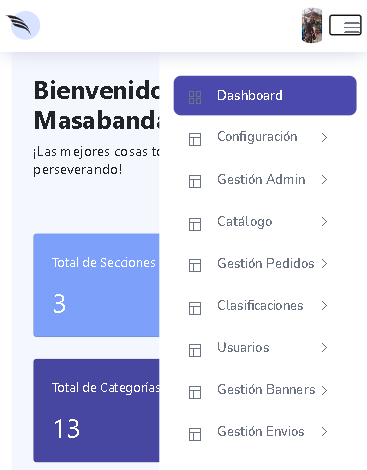 Bienvenido
Masabanda
¡Las mejores cosas to
perseverando!
Total de Secciones
3
Total de Categorías
13
Dashboard
Configuración
Gestión Admin
Catálogo
Gestión Pedidos
Clasificaciones
Usuarios
Gestión Banners
Gestión Envios